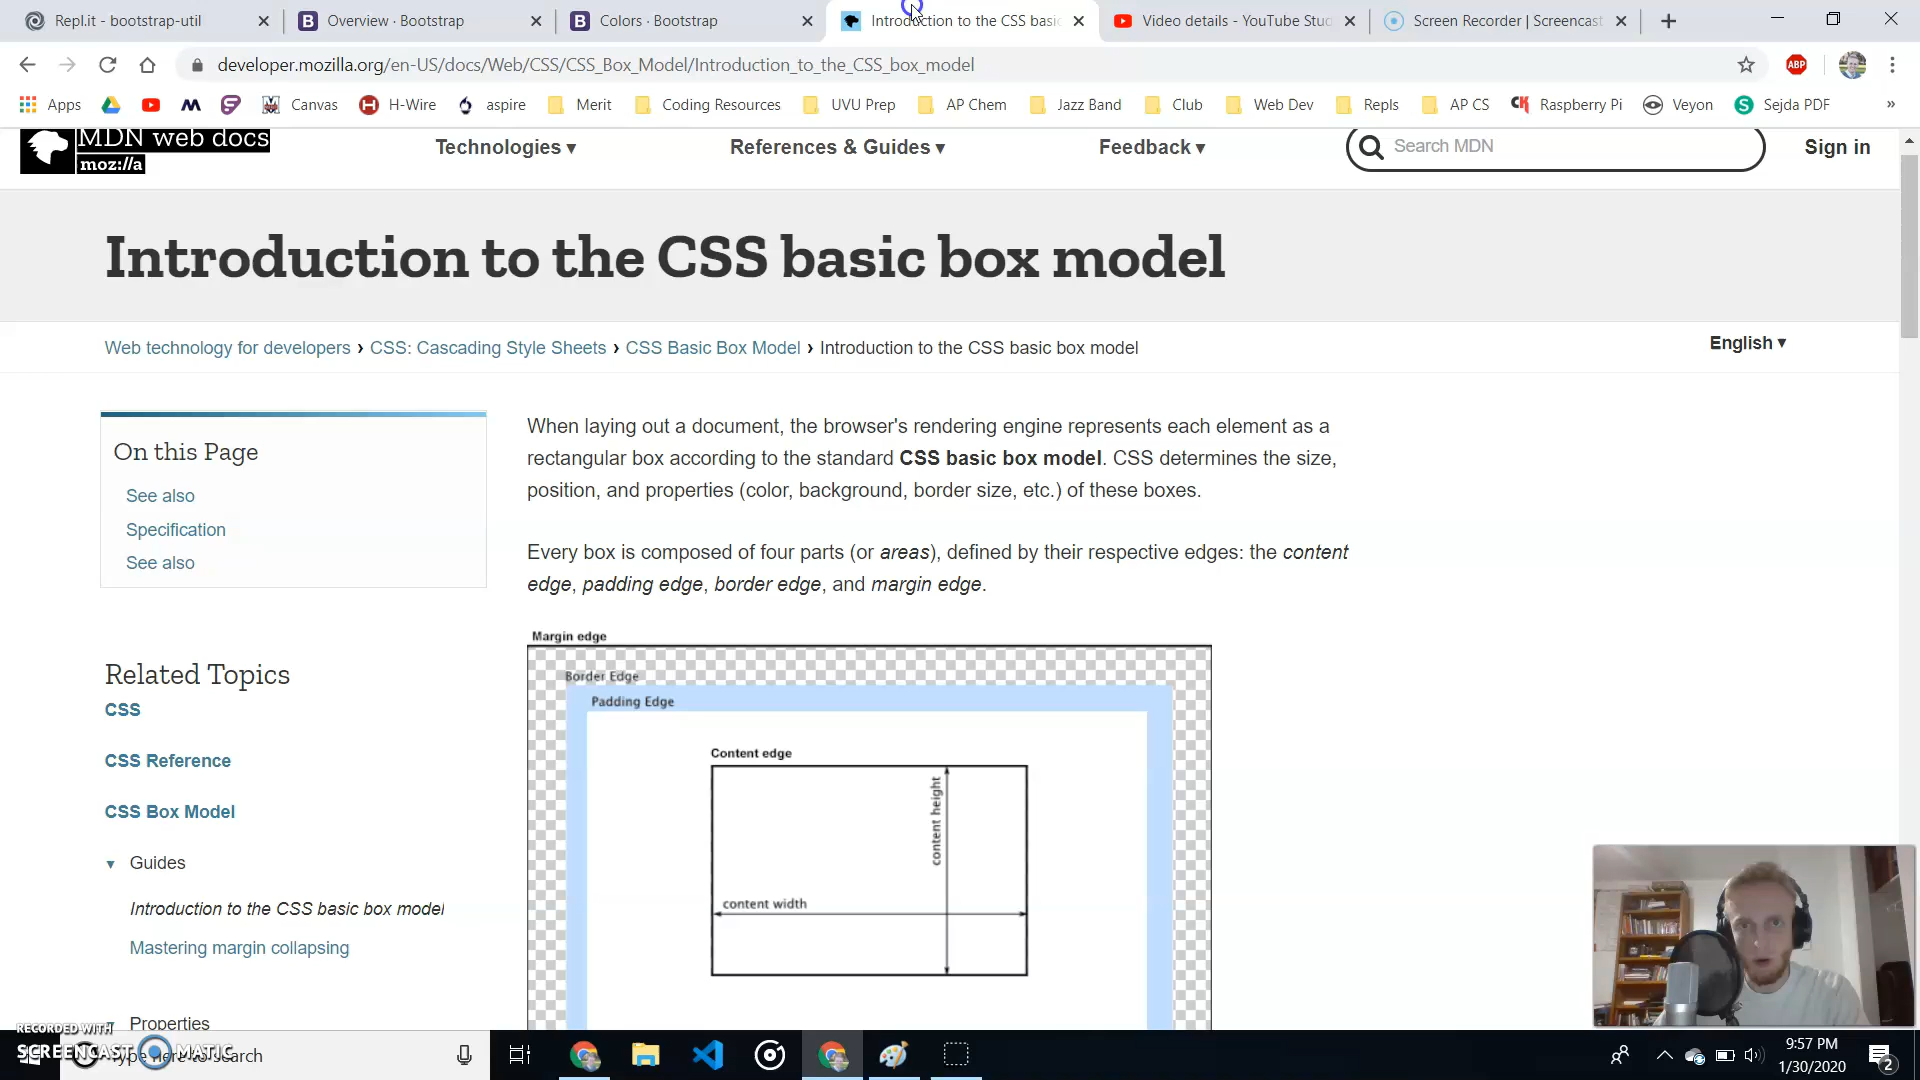 Repl.it - bootstrap-util
Overview · Bootstrap
Colors · Bootstrap
Introduction to the CSS basic
Video details - YouTube Stud
Screen Recorder | Screencast
developer.mozilla.org/en-US/docs/Web/CSS/CSS_Box_Model/Introduction_to_the_CSS_box_model
ABP
Apps
Canvas
H-Wire
aspire
Merit
Coding Resources
UVU Prep
AP Chem
Jazz Band
Club
Web Dev
Repls
AP CS
Raspberry Pi
Veyon
Sejda PDF
»
MDN web docs
moz://a
Technologies ▾
References & Guides ▾
Feedback ▾
Search MDN
Sign in
Introduction to the CSS basic box model
Web technology for developers › CSS: Cascading Style Sheets › CSS Basic Box Model › Introduction to the CSS basic box model
English ▾
On this Page
See also
Specification
See also
Related Topics
CSS
CSS Reference
CSS Box Model
Guides
Introduction to the CSS basic box model
Mastering margin collapsing
Properties
When laying out a document, the browser's rendering engine represents each element as a
rectangular box according to the standard CSS basic box model. CSS determines the size,
position, and properties (color, background, border size, etc.) of these boxes.
Every box is composed of four parts (or areas), defined by their respective edges: the content
edge, padding edge, border edge, and margin edge.
Margin edge
Border Edge
Padding Edge
Content edge
content height
content width
RECORDED WITH
SCREENCAST MATIC
Type here to search
9:57 PM
1/30/2020
2